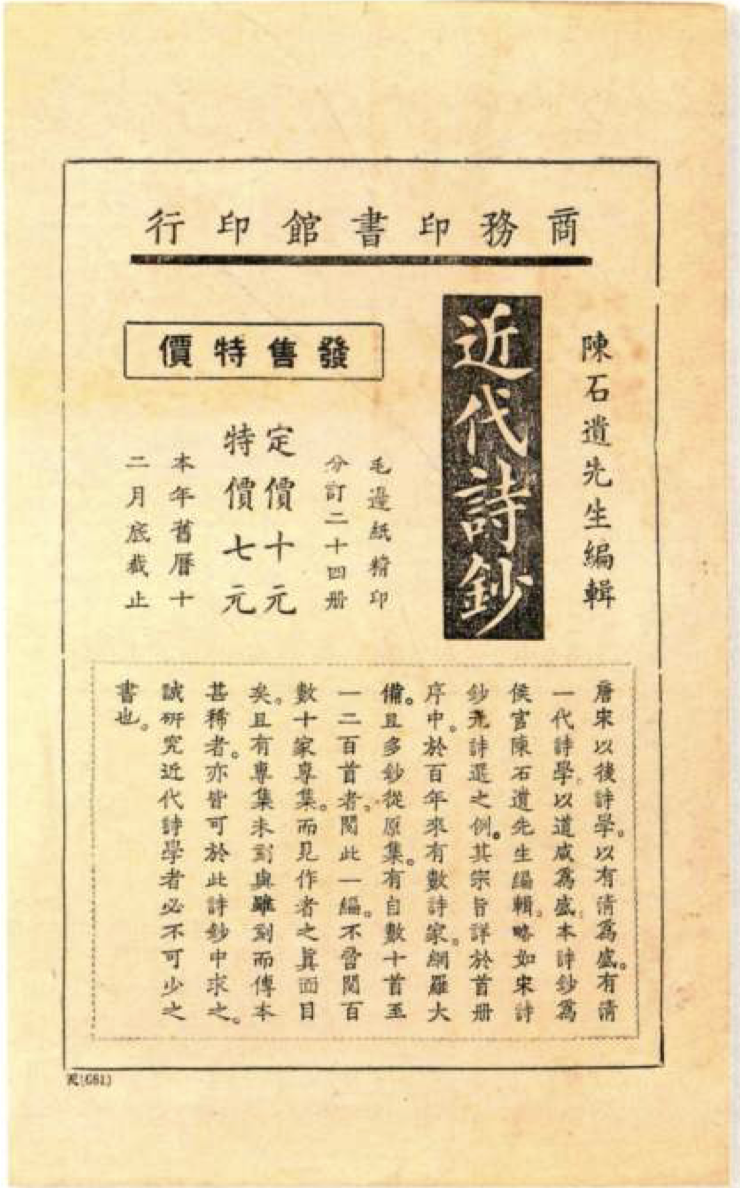 商務印書館印行
陳石遺先生編輯
近代詩鈔
發售特價
毛邊紙精印
分訂二十四册
定價十元
特價七元
本年舊曆十
二月底截止
唐宋以後詩學。以有清爲盛。有清
一代詩學。以道咸爲盛。本詩鈔爲
侯官陳石遺先生編輯。略如宋詩
鈔元詩選之例。其宗旨詳於首册
序中。於百年來有數詩家。網羅大
備。且多鈔從原集。有自數十首至
一二百首者。閱此一編。不啻閱百
數十家專集。而見作者之眞面目
矣。且有專集未刻與雖刻而傳本
甚稀者。亦皆可於此詩鈔中求之。
誠硏究近代詩學者必不可少之
書也。
(681)